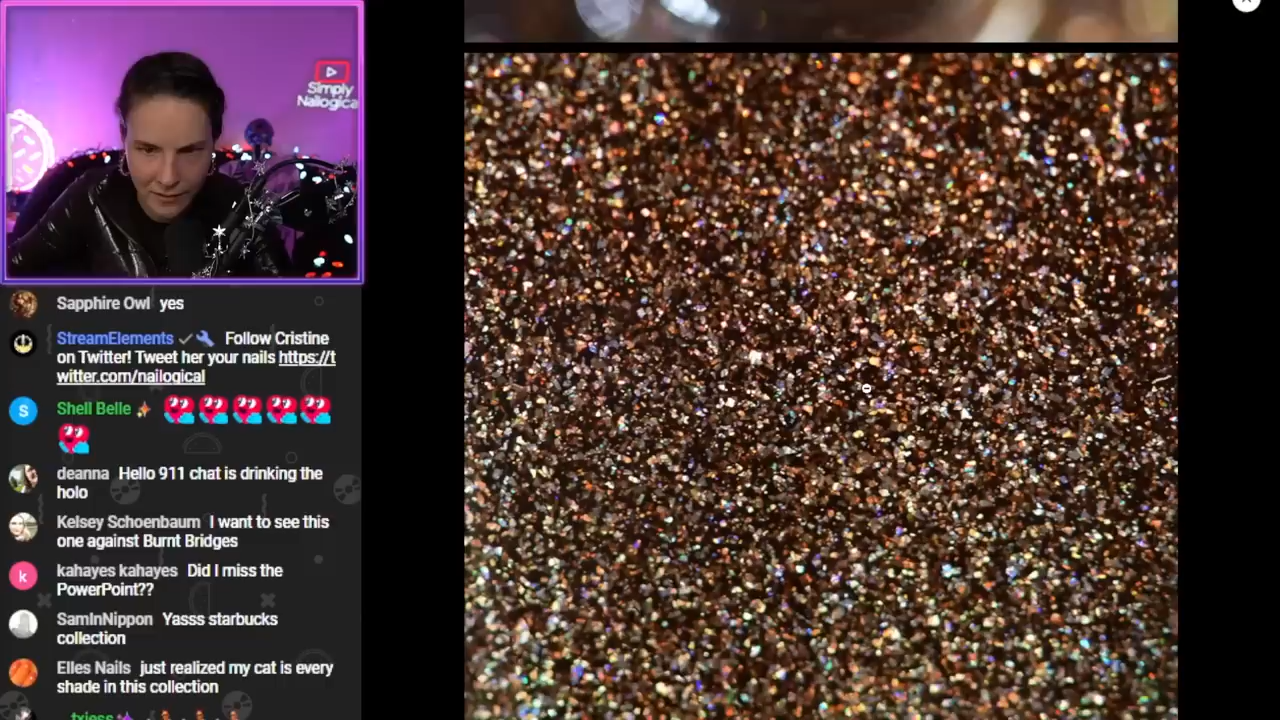 Simply
Nailogical
Sapphire Owl yes
StreamElements Follow Cristine
on Twitter! Tweet her your nails https://t
witter.com/nailogical
S Shell Belle
deanna Hello 911 chat is drinking the
holo
Kelsey Schoenbaum I want to see this
one against Burnt Bridges
k kahayes kahayes Did I miss the
PowerPoint??
SamInNippon Yasss starbucks
collection
Elles Nails just realized my cat is every
shade in this collection